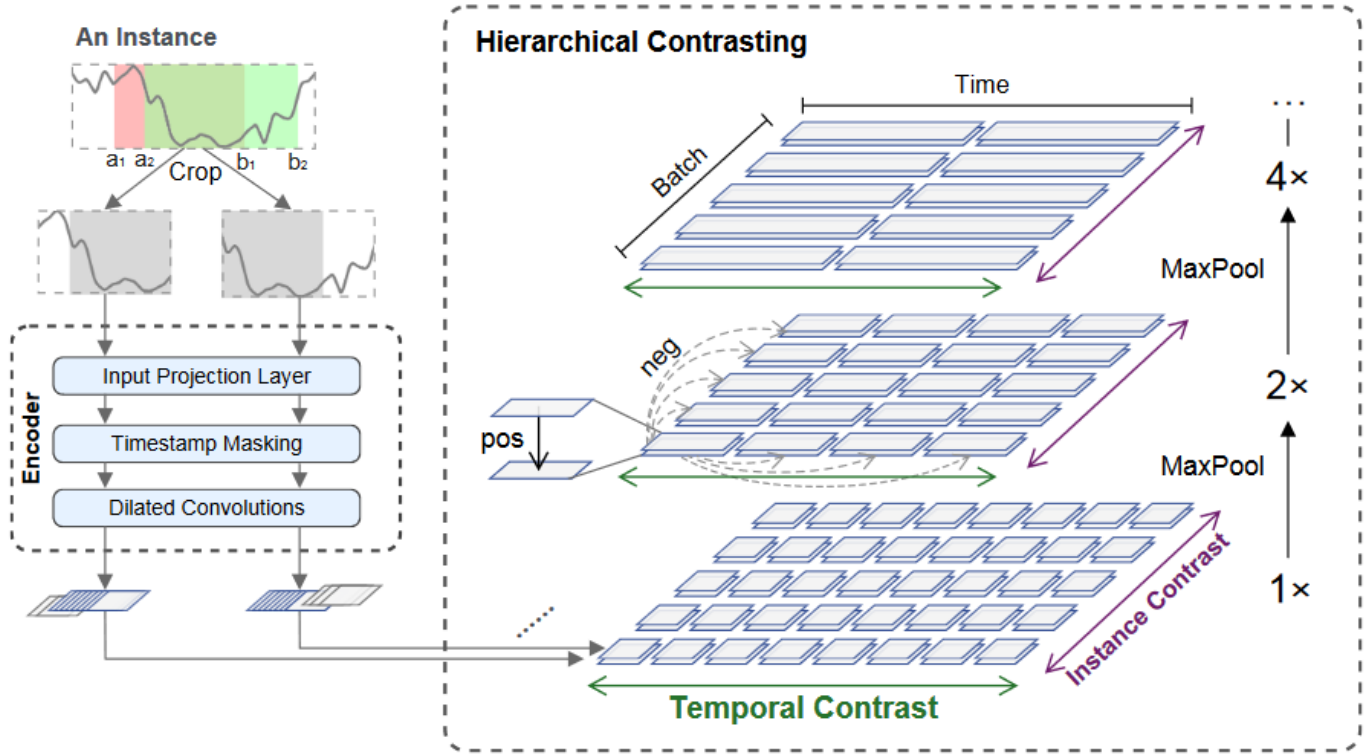 An Instance
a₁
a₂
b₁
b₂
Crop
Encoder
Input Projection Layer
Timestamp Masking
Dilated Convolutions
Hierarchical Contrasting
Time
Batch
...
4×
MaxPool
neg
pos
2×
MaxPool
1×
Instance Contrast
......
Temporal Contrast